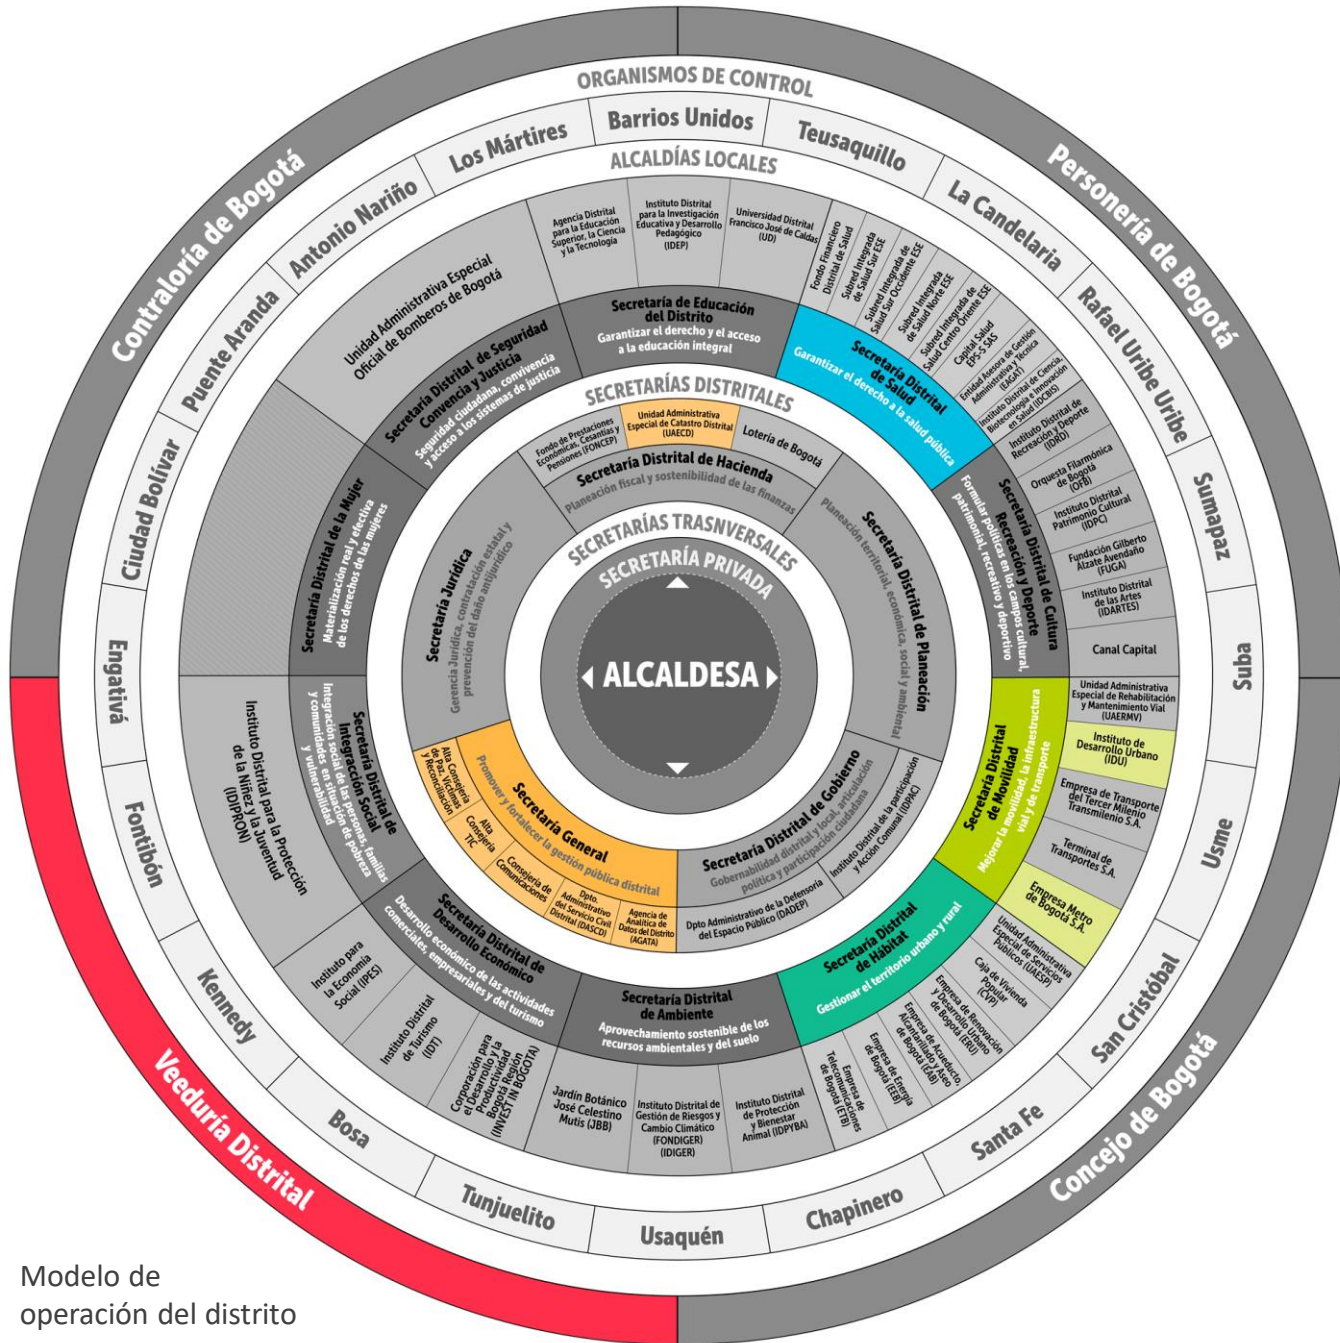 ORGANISMOS DE CONTROL
Contraloría de Bogotá
Personería de Bogotá
Concejo de Bogotá
Veeduría Distrital
ALCALDÍAS LOCALES
Barrios Unidos
Teusaquillo
La Candelaria
Rafael Uribe Uribe
Sumapaz
Suba
Usme
San Cristóbal
Santa Fe
Chapinero
Usaquén
Tunjuelito
Bosa
Kennedy
Fontibón
Engativá
Ciudad Bolívar
Puente Aranda
Antonio Nariño
Los Mártires
SECRETARÍAS DISTRITALES
Secretaría de Educación
del Distrito
Garantizar el derecho y el acceso
a la educación integral
Agencia Distrital
para la Educación
Superior, la Ciencia
y la Tecnología
Instituto Distrital
para la Investigación
Educativa y Desarrollo
Pedagógico
(IDEP)
Universidad Distrital
Francisco José de Caldas
(UD)
Secretaría Distrital
de Salud
Garantizar el derecho a la salud pública
Fondo Financiero
Distrital de Salud
Subred Integrada
de Salud Sur ESE
Subred Integrada de
Salud Sur Occidente ESE
Subred Integrada
de Salud Norte ESE
Subred Integrada de
Salud Centro Oriente ESE
Capital Salud
EPS-S SAS
Entidad Asesora de Gestión
Administrativa y Técnica
(EAGAT)
Instituto Distrital de Ciencia,
Biotecnología e Innovación
en Salud (IDCBIS)
Secretaría Distrital de Cultura
Recreación y Deporte
Formular políticas en los campos cultural,
patrimonial, recreativo y deportivo
Instituto Distrital de
Recreación y Deporte
(IDRD)
Orquesta Filarmónica
de Bogotá
(OFB)
Instituto Distrital
Patrimonio Cultural
(IDPC)
Fundación Gilberto
Alzate Avendaño
(FUGA)
Instituto Distrital
de las Artes
(IDARTES)
Canal Capital
Secretaría Distrital
de Movilidad
Mejorar la movilidad, la infraestructura
vial y de transporte
Unidad Administrativa
Especial de Rehabilitación
y Mantenimiento Vial
(UAERMV)
Instituto de
Desarrollo Urbano
(IDU)
Empresa de Transporte
del Tercer Milenio
Transmilenio S.A.
Terminal de
Transportes S.A.
Empresa Metro
de Bogotá S.A.
Secretaría Distrital
de Hábitat
Gestionar el territorio urbano y rural
Unidad Administrativa
Especial de Servicios
Públicos (UAESP)
Caja de Vivienda
Popular
(CVP)
Empresa de Renovación
y Desarrollo Urbano
de Bogotá (ERU)
Empresa de Acueducto,
Alcantarilado y Aseo
de Bogotá (EAB)
Empresa de Energía
de Bogotá (EEB)
Empresa de
Telecomunicaciones
de Bogotá (ETB)
Secretaría Distrital
de Ambiente
Aprovechamiento sostenible de los
recursos ambientales y del suelo
Instituto Distrital
de Protección
y Bienestar
Animal (IDPYBA)
Instituto Distrital de
Gestión de Riesgos y
Cambio Climático
(FONDIGER)
(IDIGER)
Jardín Botánico
José Celestino
Mutis (JBB)
Secretaría Distrital de
Desarrollo Económico
Desarrollo económico de las actividades
comerciales, empresariales y del turismo
Corporación para
el Desarrollo y la
Productividad
Bogotá Región
(INVEST IN BOGOTA)
Instituto Distrital
de Turismo
(IDT)
Instituto para
la Economía
Social (IPES)
Secretaría Distrital de
Integracción Social
Integración social de las personas, familias
y comunidades en situación de pobreza
y vulnerabilidad
Instituto Distrital para la Protección
de la Niñez y la Juventud
(IDIPRON)
Secretaría Distrital de la Mujer
Materialización real y efectiva
de los derechos de las mujeres
Secretaría Distrital de Seguridad
Convencia y Justicia
Seguridad ciudadana, convivencia
y acceso a los sistemas de justicia
Unidad Administrativa Especial
Oficial de Bomberos de Bogotá
SECRETARÍAS TRASNVERSALES
Secretaría Distrital de Hacienda
Planeación fiscal y sostenibilidad de las finanzas
Fondo de Prestaciones
Económicas, Cesantías y
Pensiones (FONCEP)
Unidad Administrativa
Especial de Catastro Distrital
(UAECD)
Lotería de Bogotá
Secretaría Distrital de Planeación
Planeación territorial, económica, social y ambiental
Secretaría Distrital de Gobierno
Gobernabilidad distrital y local, articulación
política y participación ciudadana
Instituto Distrital de la participación
y Acción Comunal (IDPAC)
Dpto Administrativo de la Defensoría
del Espacio Público (DADEP)
Secretaría General
Promover y fortalecer la gestión pública distrital
Agencia de
Analítica de
Datos del Distrito
(AGATA)
Dpto.
Administrativo
del Servicio Civil
Distrital (DASCD)
Consejería de
Comunicaciones
Alta
Consejería
TIC
Alta Consejería
de Paz, Víctimas
y Reconciliación
Secretaría Jurídica
Gerencia Jurídica, contración estatal y
prevención del daño antijurídico
SECRETARÍA PRIVADA
ALCALDESA
Modelo de
operación del distrito